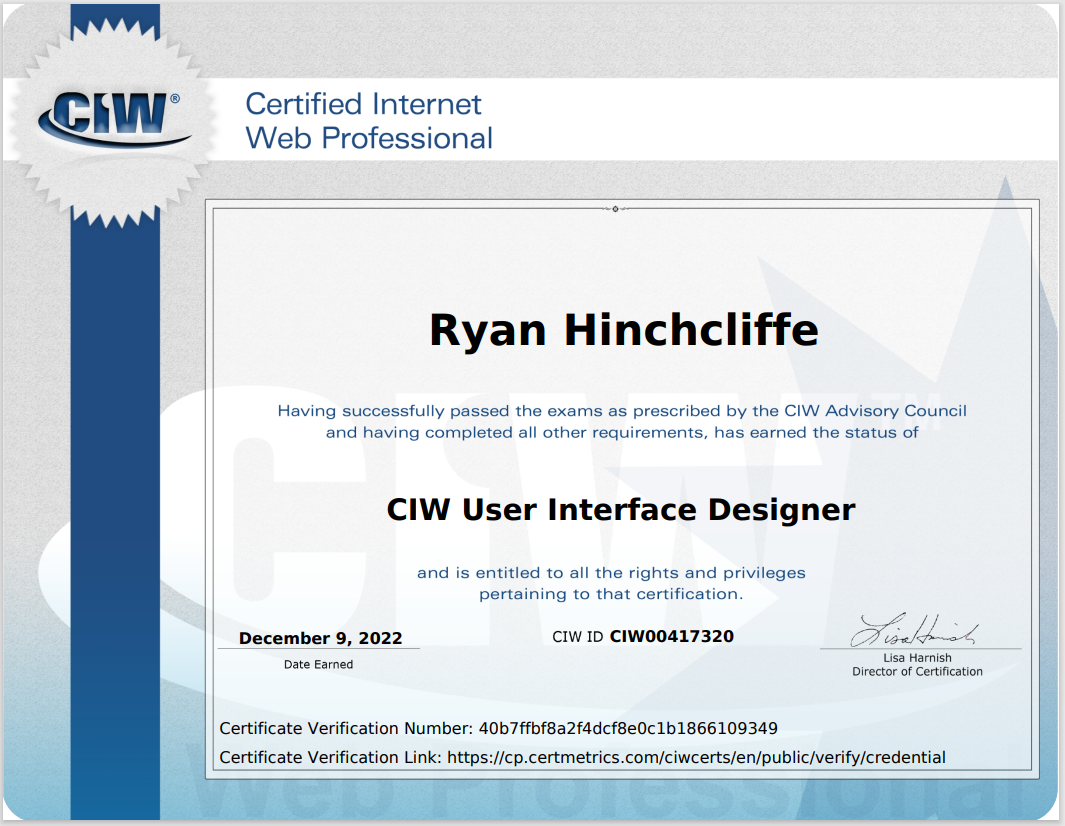 CIW®
Certified Internet
Web Professional
Ryan Hinchcliffe
Having successfully passed the exams as prescribed by the CIW Advisory Council
and having completed all other requirements, has earned the status of
CIW User Interface Designer
and is entitled to all the rights and privileges
pertaining to that certification.
December 9, 2022
Date Earned
CIW ID CIW00417320
Lisa Harnish
Lisa Harnish
Director of Certification
Certificate Verification Number: 40b7ffbf8a2f4dcf8e0c1b1866109349
Certificate Verification Link: https://cp.certmetrics.com/ciwcerts/en/public/verify/credential
CIW™
Web Professional